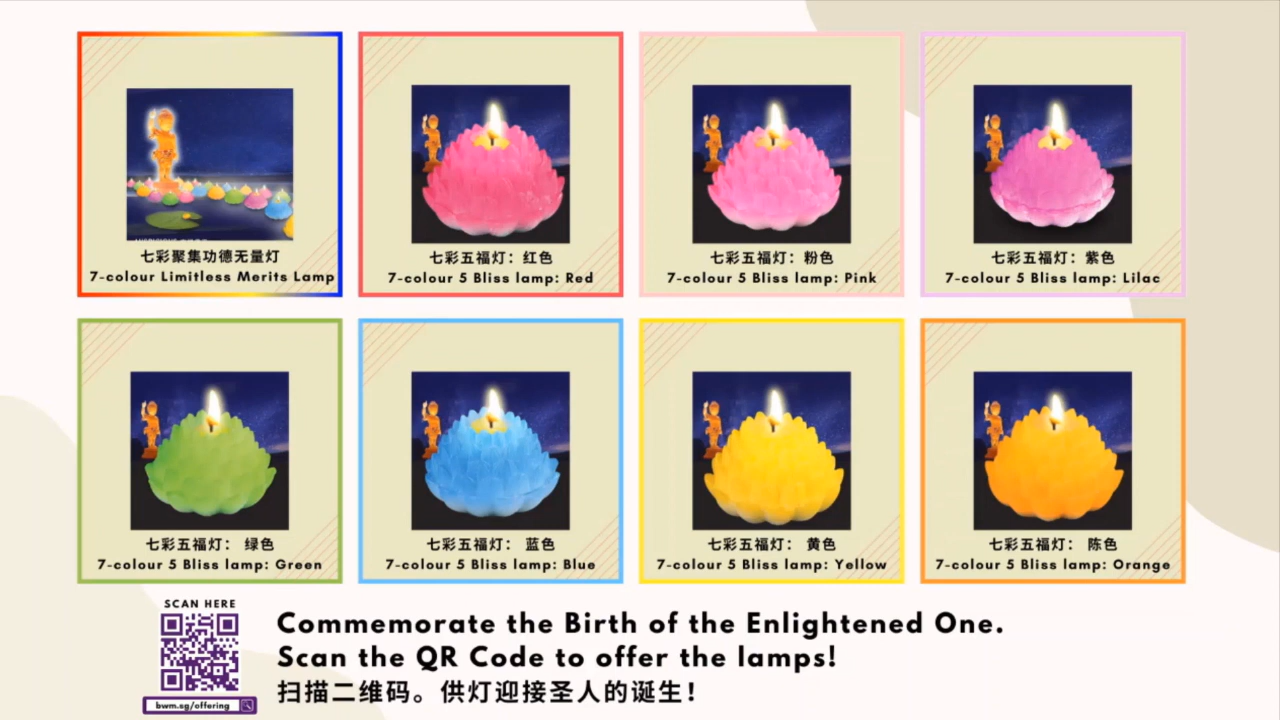 七彩聚集功德无量灯
7-colour Limitless Merits Lamp
七彩五福灯：红色
7-colour 5 Bliss lamp: Red
七彩五福灯：粉色
7-colour 5 Bliss lamp: Pink
七彩五福灯：紫色
7-colour 5 Bliss lamp: Lilac
七彩五福灯： 绿色
7-colour 5 Bliss lamp: Green
七彩五福灯： 蓝色
7-colour 5 Bliss lamp: Blue
七彩五福灯： 黄色
7-colour 5 Bliss lamp: Yellow
七彩五福灯： 陈色
7-colour 5 Bliss lamp: Orange
SCAN HERE
bwm.sg/offering
Commemorate the Birth of the Enlightened One.
Scan the QR Code to offer the lamps!
扫描二维码。供灯迎接圣人的诞生！